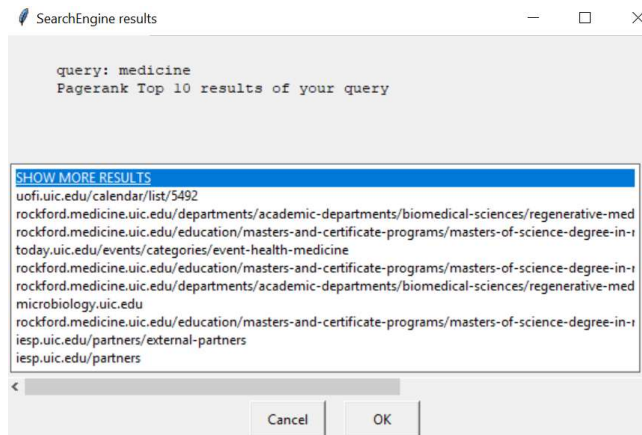 SearchEngine results
query: medicine
Pagerank Top 10 results of your query
SHOW MORE RESULTS
uofi.uic.edu/calendar/list/5492
rockford.medicine.uic.edu/departments/academic-departments/biomedical-sciences/regenerative-med
rockford.medicine.uic.edu/education/masters-and-certificate-programs/masters-of-science-degree-in-r
today.uic.edu/events/categories/event-health-medicine
rockford.medicine.uic.edu/education/masters-and-certificate-programs/masters-of-science-degree-in-r
rockford.medicine.uic.edu/departments/academic-departments/biomedical-sciences/regenerative-med
microbiology.uic.edu
rockford.medicine.uic.edu/education/masters-and-certificate-programs/masters-of-science-degree-in-r
iesp.uic.edu/partners/external-partners
iesp.uic.edu/partners
Cancel OK